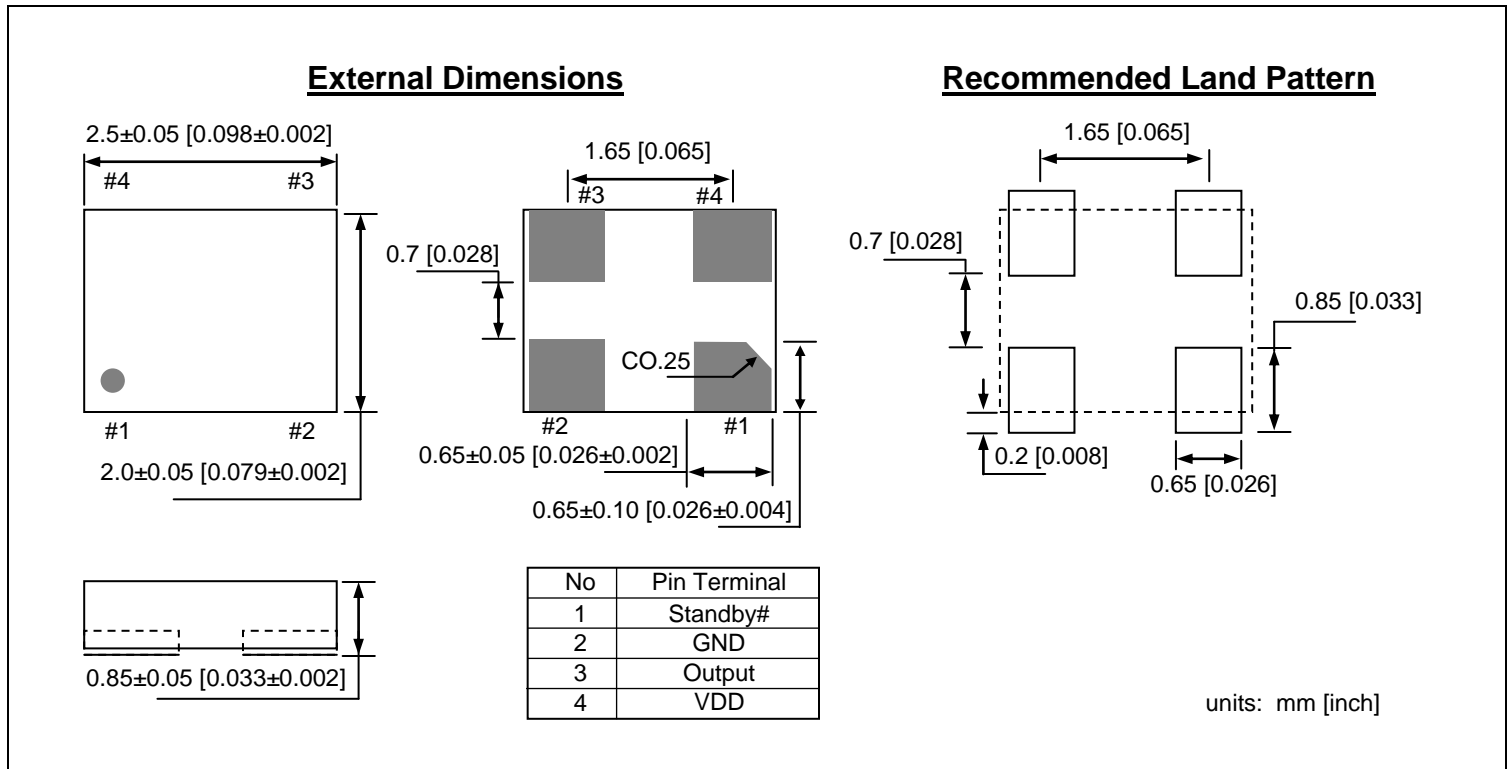 External Dimensions
2.5±0.05 [0.098±0.002]
#4 #3
#1 #2
2.0±0.05 [0.079±0.002]
1.65 [0.065]
#3 #4
0.7 [0.028]
CO.25
#2 #1
0.65±0.05 [0.026±0.002]
0.65±0.10 [0.026±0.004]
Recommended Land Pattern
1.65 [0.065]
0.7 [0.028]
0.85 [0.033]
0.2 [0.008]
0.65 [0.026]
0.85±0.05 [0.033±0.002]
No Pin Terminal
1 Standby#
2 GND
3 Output
4 VDD
units: mm [inch]